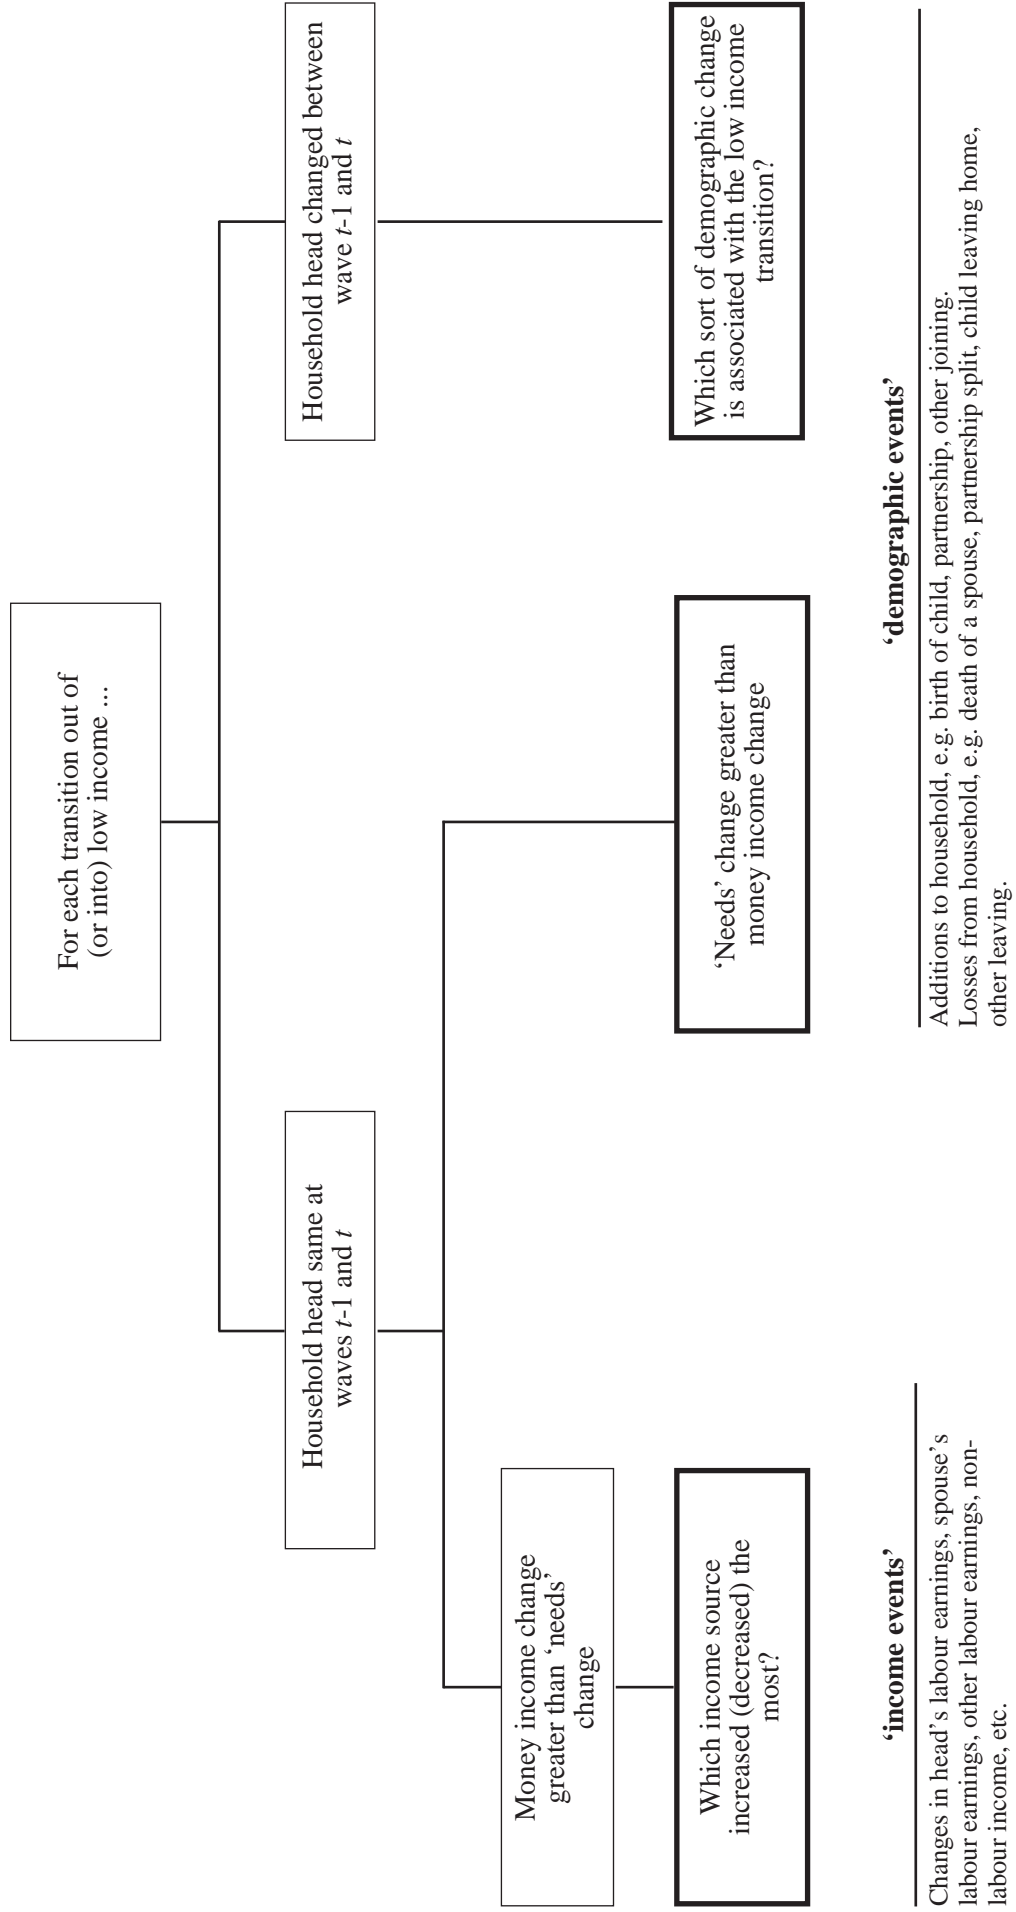 For each transition out of
(or into) low income ...
Household head same at
waves t-1 and t
Household head changed between
wave t-1 and t
Money income change
greater than ‘needs’
change
Which income source
increased (decreased) the
most?
‘Needs’ change greater than
money income change
Which sort of demographic change
is associated with the low income
transition?
‘income events’
Changes in head’s labour earnings, spouse’s
labour earnings, other labour earnings, non-
labour income, etc.
‘demographic events’
Additions to household, e.g. birth of child, partnership, other joining.
Losses from household, e.g. death of a spouse, partnership split, child leaving home,
other leaving.